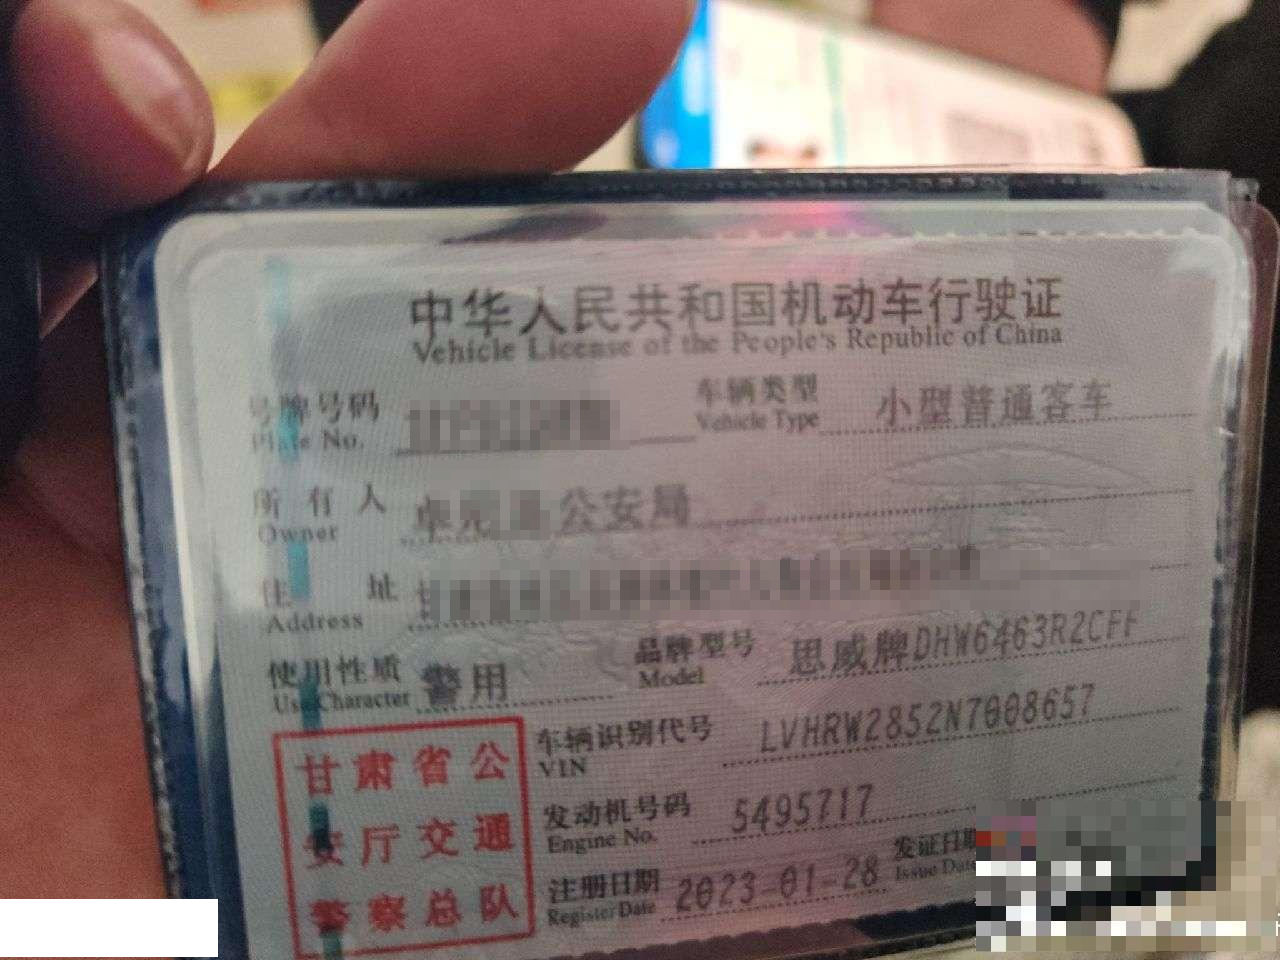 中华人民共和国机动车行驶证
Vehicle License of the People's Republic of China
号牌号码
Plate No.
车辆类型 小型普通客车
Vehicle Type
所有人 公安局
Owner
住址
Address
使用性质 警用
Use Character
品牌型号 思威牌DHW6463R2CFF
Model
车辆识别代号 LVHRW2852N7008657
VIN
发动机号码 5495717
Engine No.
注册日期 2023-01-28
Register Date
发证日期
Issue Date
甘肃省公
安厅交通
警察总队